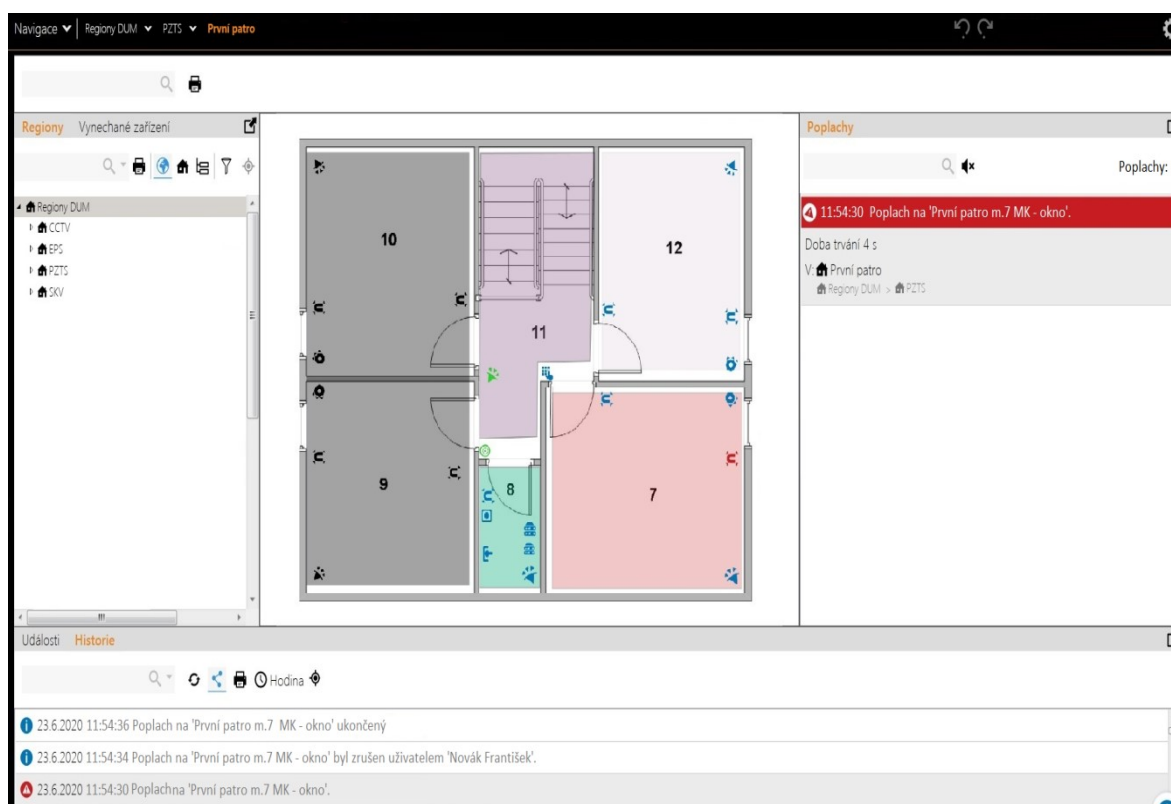 Navigace Regiony DUM PZTS První patro
Regiony Vynechané zařízení
Regiony DUM
CCTV
EPS
PZTS
SKV
10
12
11
9
8
7
Poplachy
Poplachy:
11:54:30 Poplach na 'První patro m.7 MK - okno'.
Doba trvání 4 s
V: První patro
Regiony DUM > PZTS
Události Historie
Hodina
23.6.2020 11:54:36 Poplach na 'První patro m.7 MK - okno' ukončený
23.6.2020 11:54:34 Poplach na 'První patro m.7 MK - okno' byl zrušen uživatelem 'Novák František'.
23.6.2020 11:54:30 Poplachna 'První patro m.7 MK - okno'.